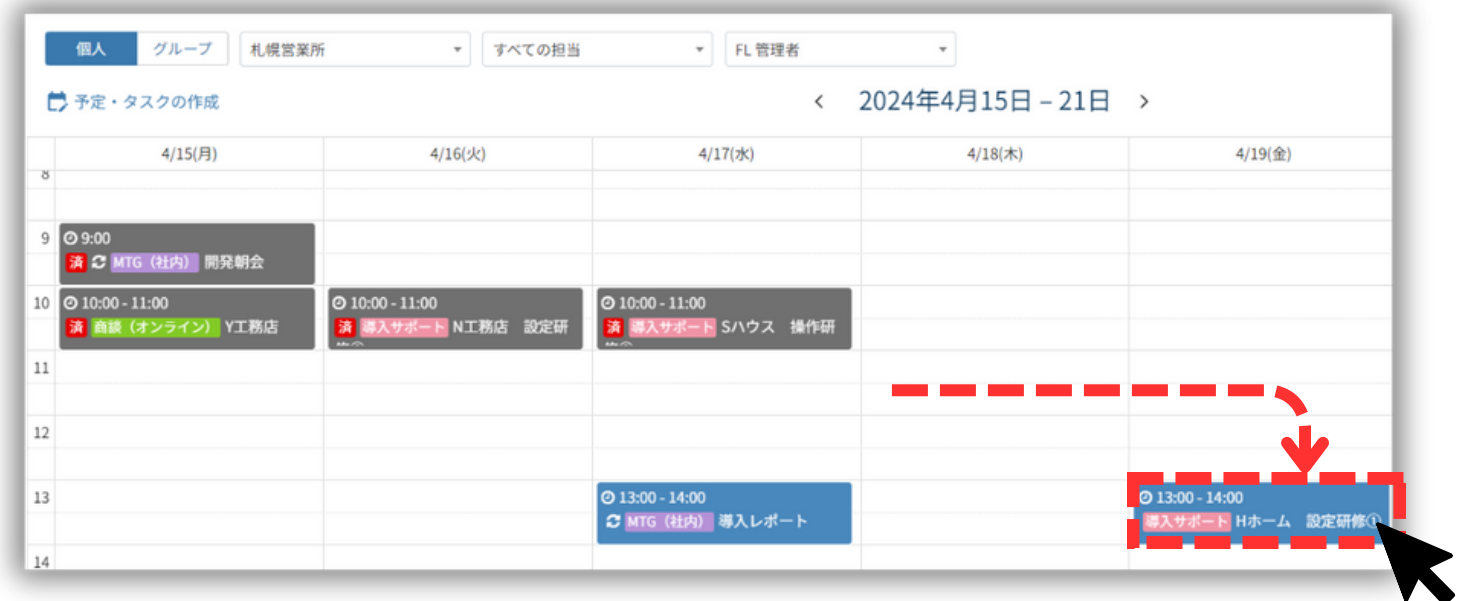 個人 グループ 札幌営業所 すべての担当 FL 管理者
予定・タスクの作成 2024年4月15日 – 21日
4/15(月) 4/16(火) 4/17(水) 4/18(木) 4/19(金)
8
9 9:00
済 MTG（社内） 開発朝会
10 10:00 - 11:00 10:00 - 11:00 10:00 - 11:00
済 商談（オンライン） Y工務店 済 導入サポート N工務店 設定研 済 導入サポート Sハウス 操作研
11
12
13 13:00 - 14:00 13:00 - 14:00
MTG（社内） 導入レポート 導入サポート Hホーム 設定研修①
14